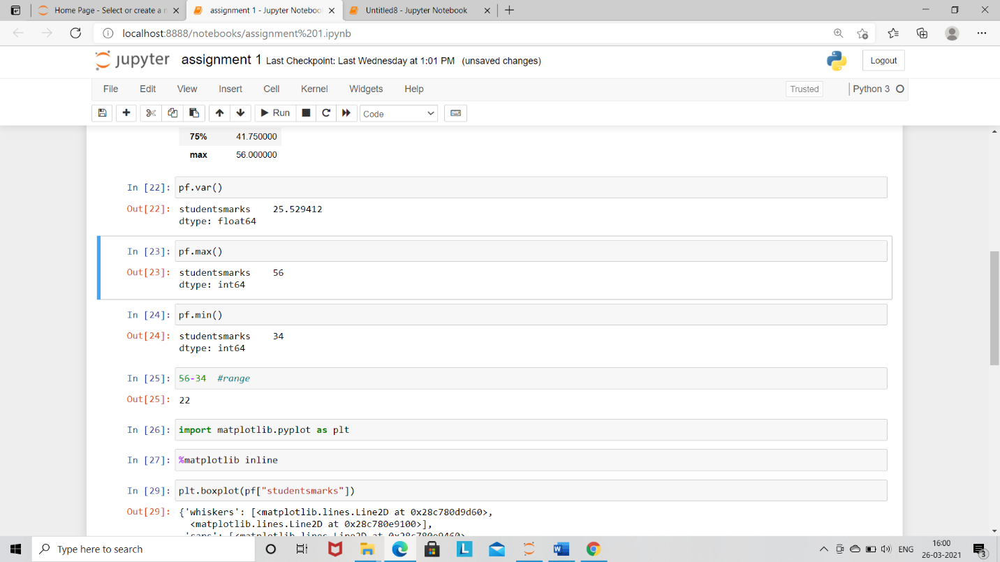 Home Page - Select or create a n
assignment 1 - Jupyter Notebook
Untitled8 - Jupyter Notebook
localhost:8888/notebooks/assignment%201.ipynb
jupyter assignment 1 Last Checkpoint: Last Wednesday at 1:01 PM (unsaved changes)
Logout
File Edit View Insert Cell Kernel Widgets Help
Trusted
Python 3
Run
Code
75% 41.750000
max 56.000000
In [22]: pf.var()
Out[22]: studentsmarks 25.529412
dtype: float64
In [23]: pf.max()
Out[23]: studentsmarks 56
dtype: int64
In [24]: pf.min()
Out[24]: studentsmarks 34
dtype: int64
In [25]: 56-34 #range
Out[25]: 22
In [26]: import matplotlib.pyplot as plt
In [27]: %matplotlib inline
In [29]: plt.boxplot(pf["studentsmarks"])
Out[29]: {'whiskers': [<matplotlib.lines.Line2D at 0x28c780d9d60>,
<matplotlib.lines.Line2D at 0x28c780e9100>],
'caps': [<matplotlib.lines.Line2D at 0x28c780e9460>,
Type here to search
L
W
ENG
16:00
26-03-2021
3